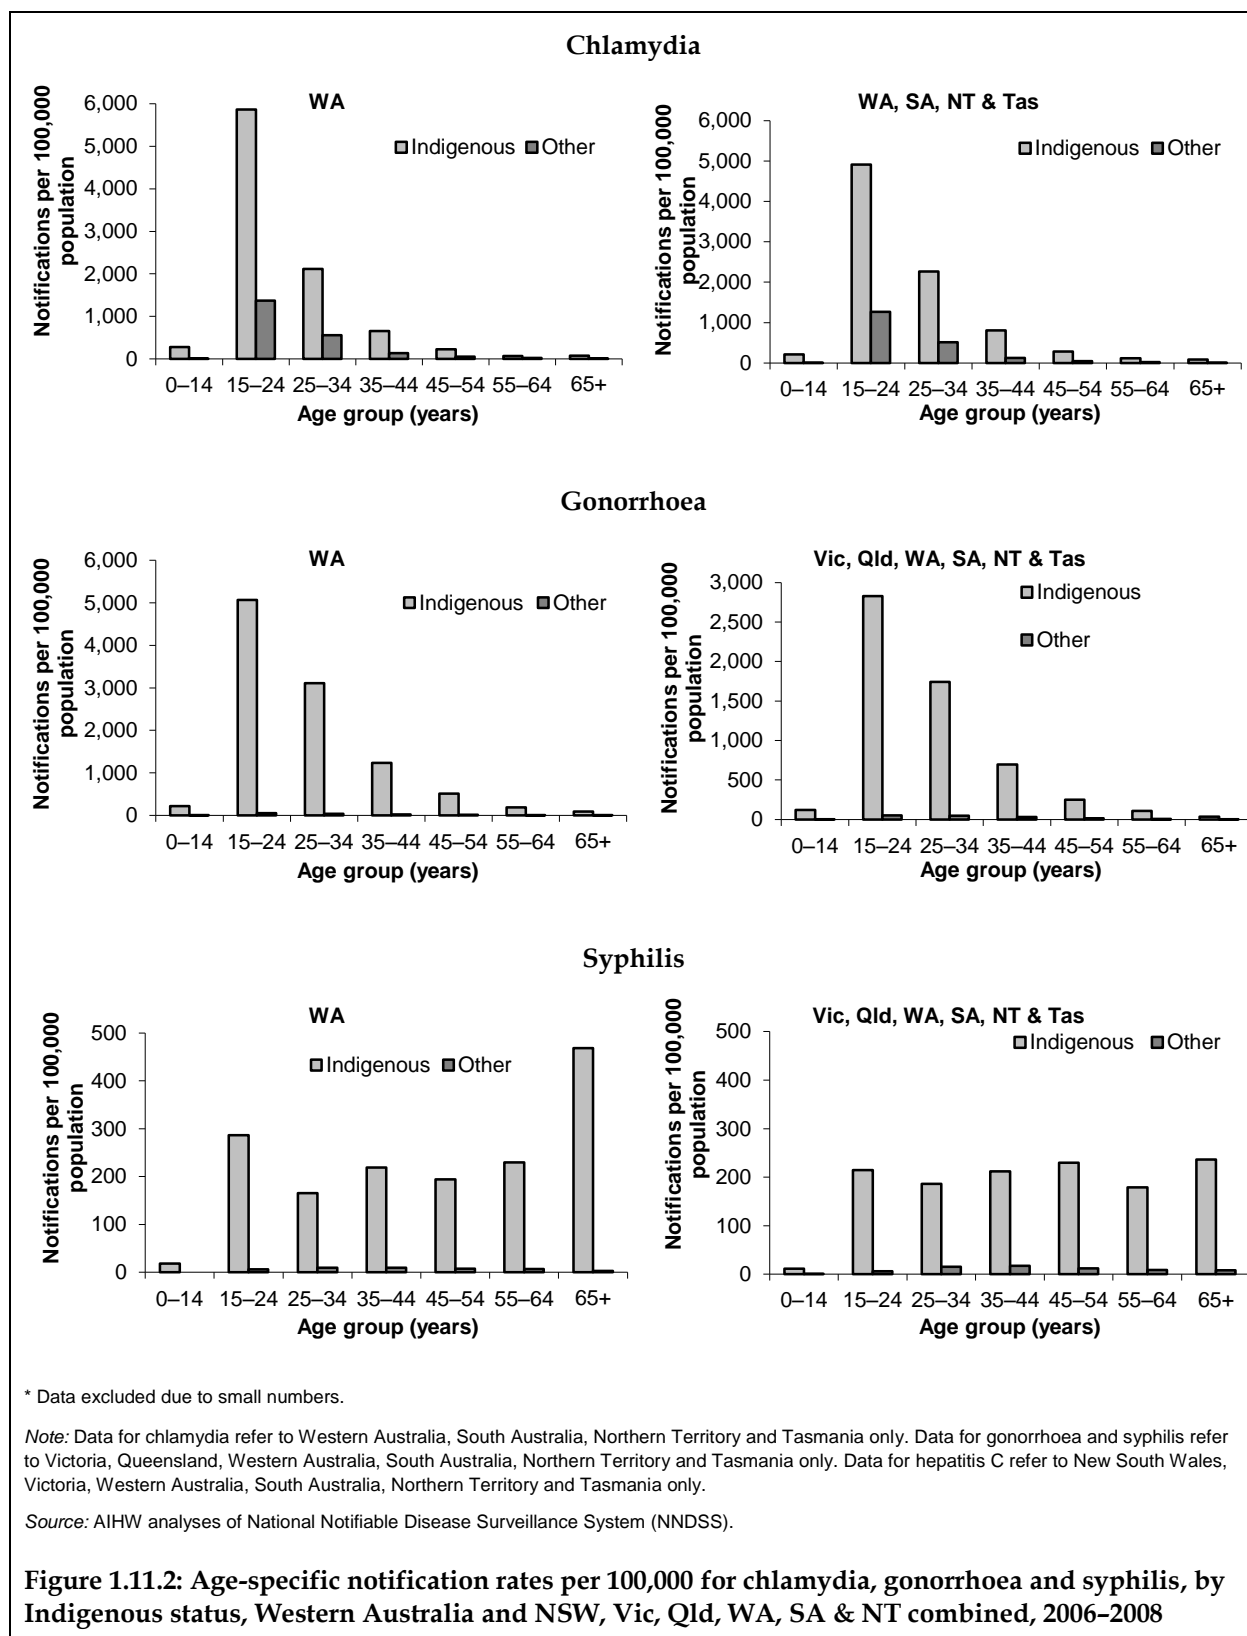 Chlamydia
WA
Notifications per 100,000
population
6,000
5,000
4,000
3,000
2,000
1,000
0
Indigenous Other
0–14 15–24 25–34 35–44 45–54 55–64 65+
Age group (years)
WA, SA, NT & Tas
Notifications per 100,000
population
6,000
5,000
4,000
3,000
2,000
1,000
0
Indigenous Other
0–14 15–24 25–34 35–44 45–54 55–64 65+
Age group (years)
Gonorrhoea
WA
Notifications per 100,000
population
6,000
5,000
4,000
3,000
2,000
1,000
0
Indigenous Other
0–14 15–24 25–34 35–44 45–54 55–64 65+
Age group (years)
Vic, Qld, WA, SA, NT & Tas
Notifications per 100,000
population
3,000
2,500
2,000
1,500
1,000
500
0
Indigenous
Other
0–14 15–24 25–34 35–44 45–54 55–64 65+
Age group (years)
Syphilis
WA
Notifications per 100,000
population
500
400
300
200
100
0
Indigenous Other
0–14 15–24 25–34 35–44 45–54 55–64 65+
Age group (years)
Vic, Qld, WA, SA, NT & Tas
Notifications per 100,000
population
500
400
300
200
100
0
Indigenous Other
0–14 15–24 25–34 35–44 45–54 55–64 65+
Age group (years)
* Data excluded due to small numbers.
Note: Data for chlamydia refer to Western Australia, South Australia, Northern Territory and Tasmania only. Data for gonorrhoea and syphilis refer
to Victoria, Queensland, Western Australia, South Australia, Northern Territory and Tasmania only. Data for hepatitis C refer to New South Wales,
Victoria, Western Australia, South Australia, Northern Territory and Tasmania only.
Source: AIHW analyses of National Notifiable Disease Surveillance System (NNDSS).
Figure 1.11.2: Age-specific notification rates per 100,000 for chlamydia, gonorrhoea and syphilis, by
Indigenous status, Western Australia and NSW, Vic, Qld, WA, SA & NT combined, 2006–2008